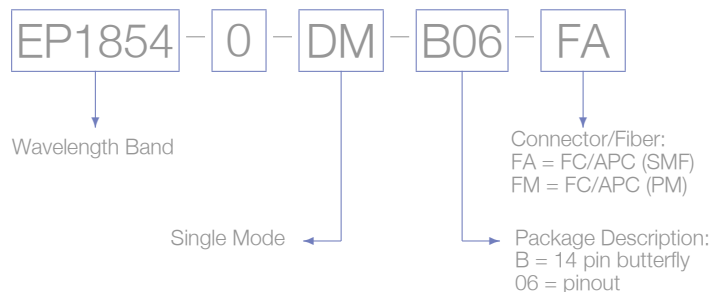 EP1854 - 0 - DM - B06 - FA
Wavelength Band
Connector/Fiber:
FA = FC/APC (SMF)
FM = FC/APC (PM)
Single Mode
Package Description:
B = 14 pin butterfly
06 = pinout